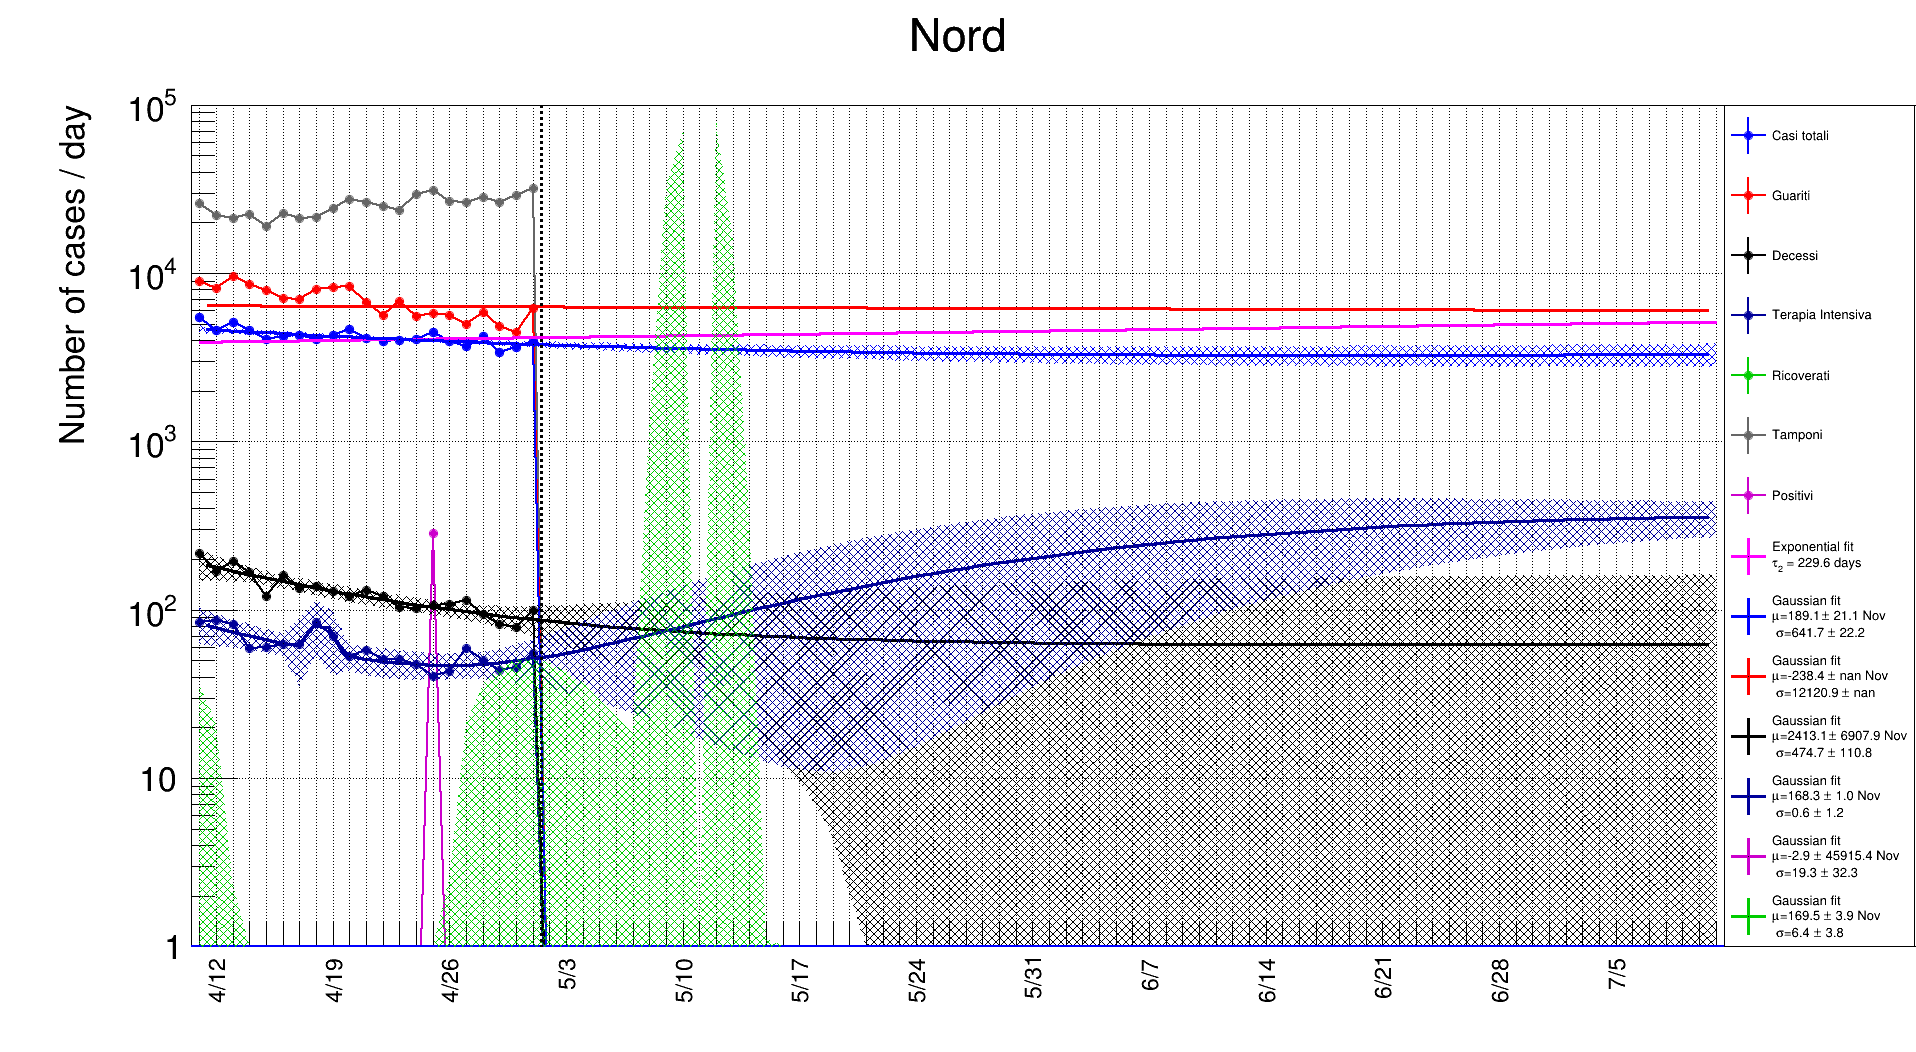 Nord
Number of cases / day
10^5
10^4
10^3
10^2
10
1
4/12
4/19
4/26
5/3
5/10
5/17
5/24
5/31
6/7
6/14
6/21
6/28
7/5
Casi totali
Guariti
Decessi
Terapia Intensiva
Ricoverati
Tamponi
Positivi
Exponential fit
τ₂ = 229.6 days
Gaussian fit
μ=189.1± 21.1 Nov
σ=641.7 ± 22.2
Gaussian fit
μ=-238.4 ± nan Nov
σ=12120.9 ± nan
Gaussian fit
μ=2413.1± 6907.9 Nov
σ=474.7 ± 110.8
Gaussian fit
μ=168.3 ± 1.0 Nov
σ=0.6 ± 1.2
Gaussian fit
μ=-2.9 ± 45915.4 Nov
σ=19.3 ± 32.3
Gaussian fit
μ=169.5 ± 3.9 Nov
σ=6.4 ± 3.8